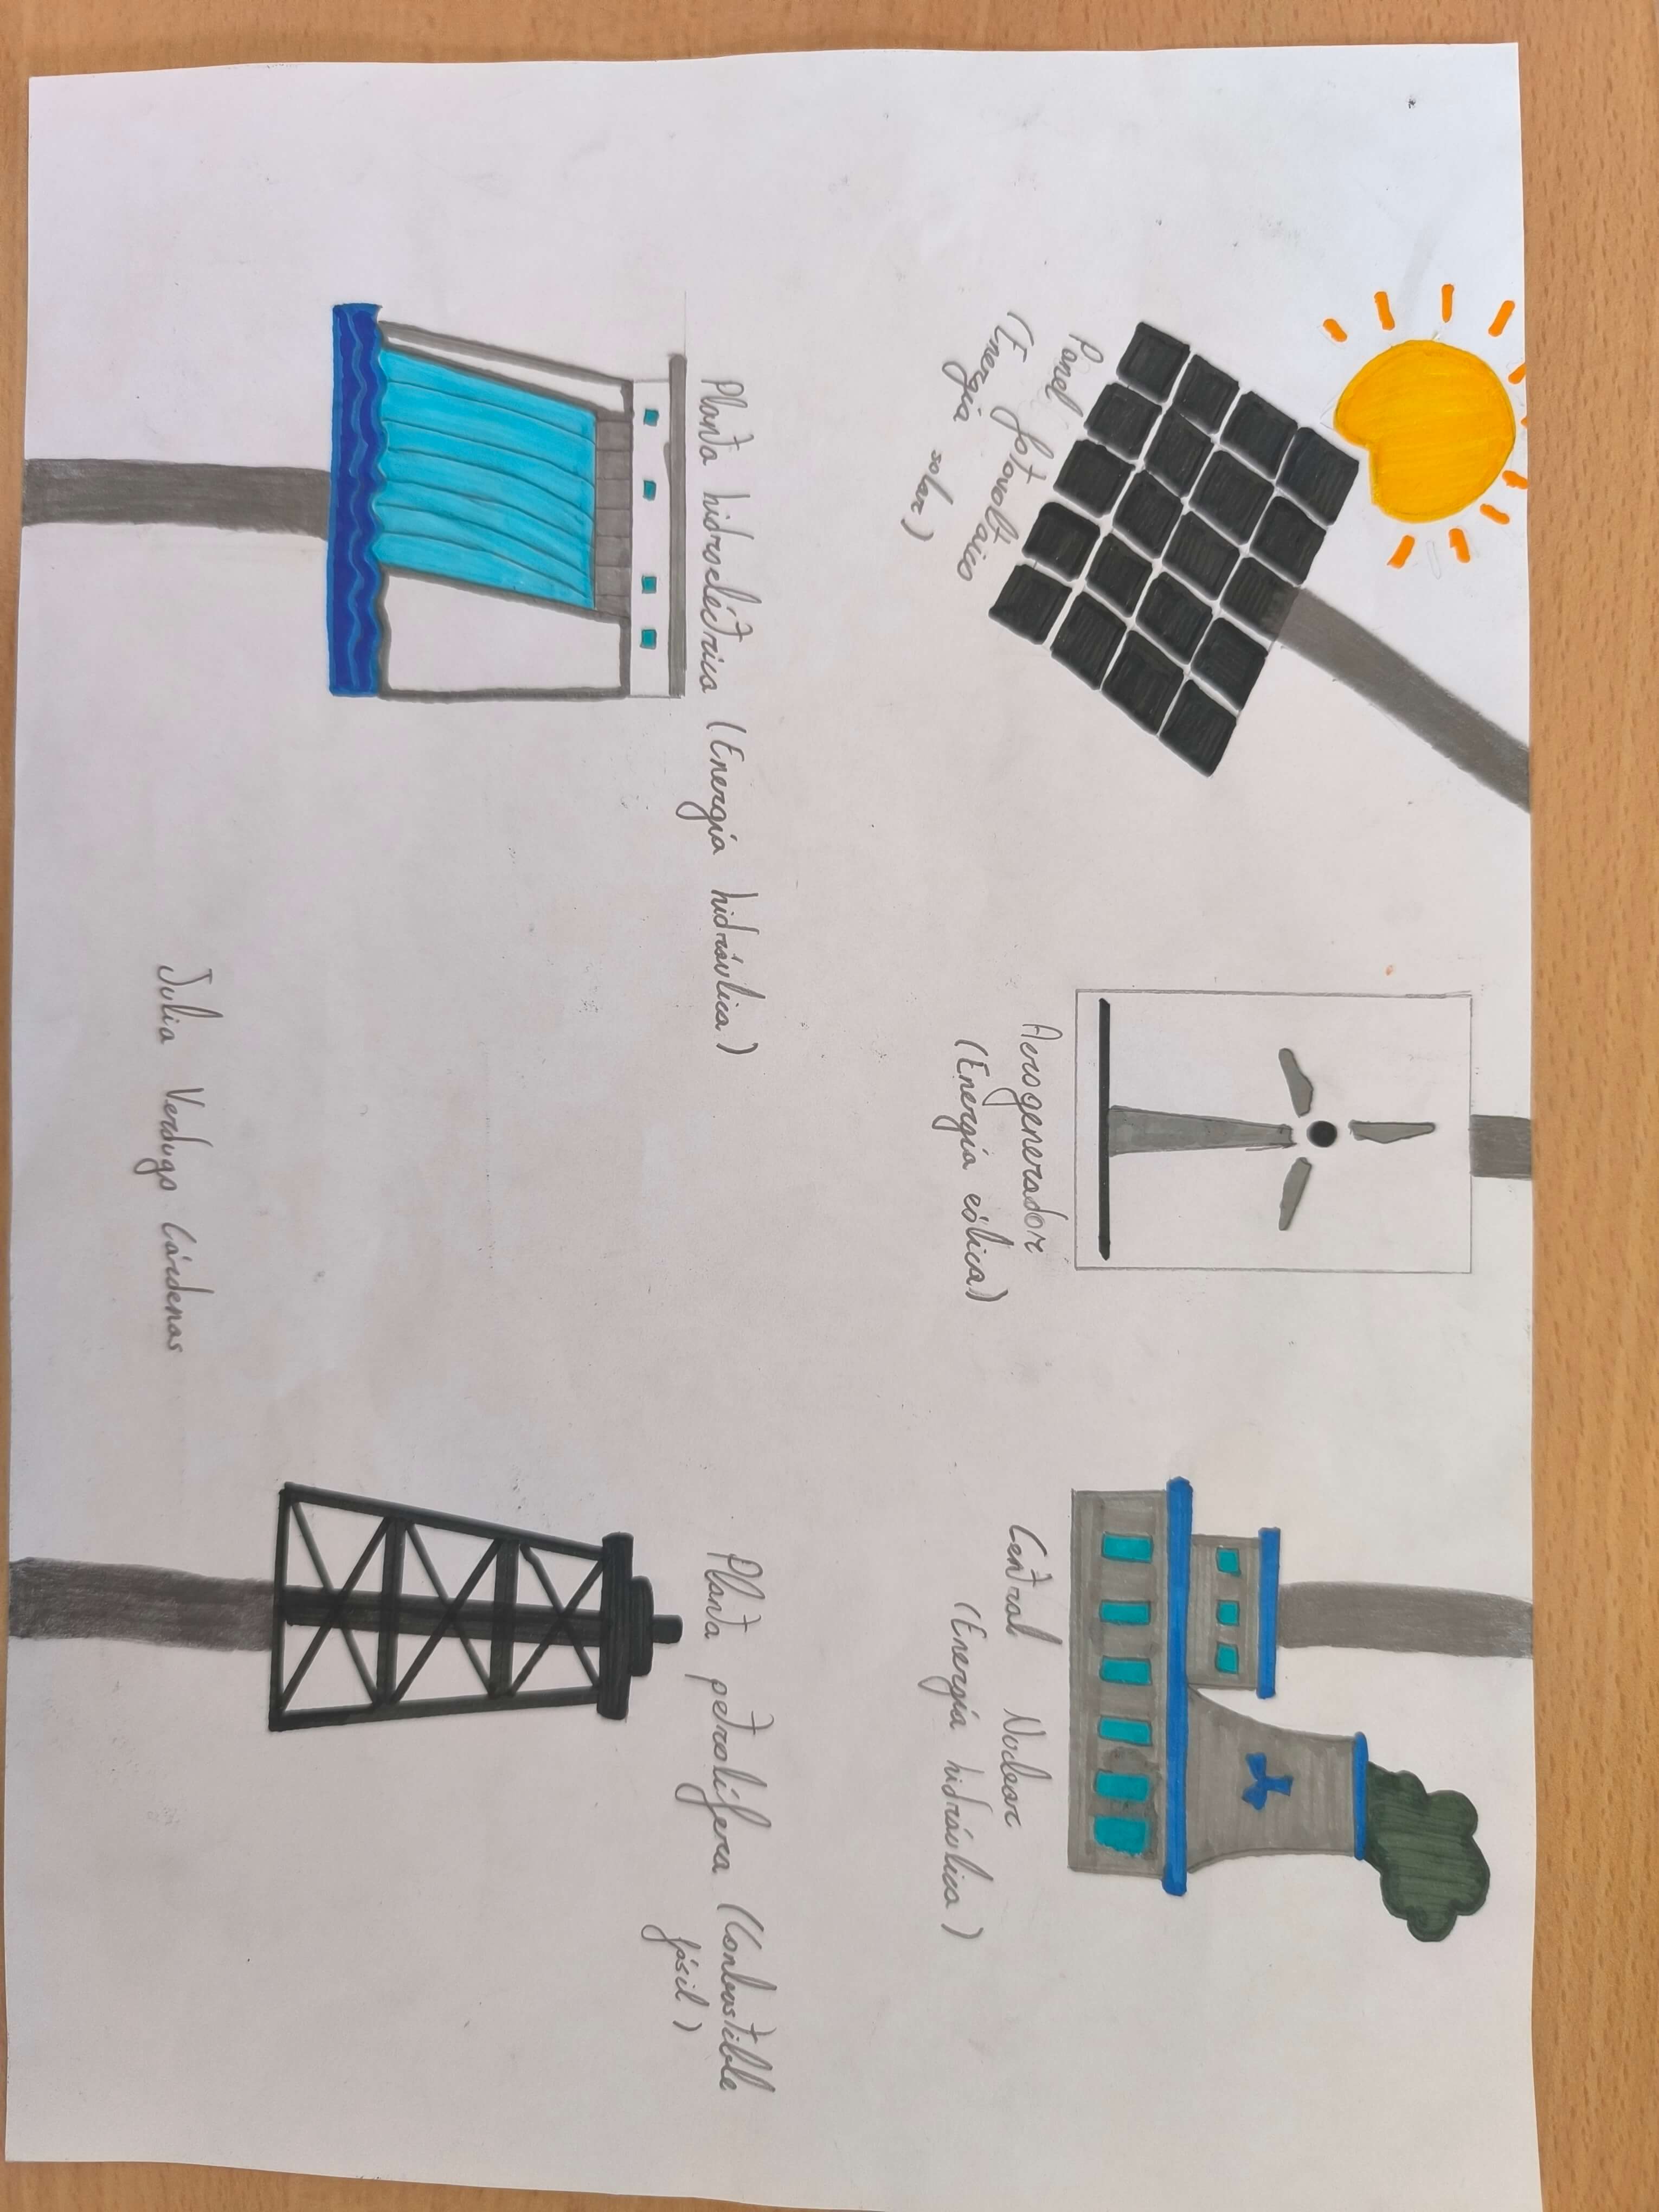 Panel fotovoltaico
(Energía solar)
Aerogenerador
(Energía eólica)
Central Nuclear
(Energía hidráulica)
Planta hidroeléctrica (Energía hidráulica)
Planta petrolífera (Conbustible
fósil)
Julia Verdugo Cárdenas